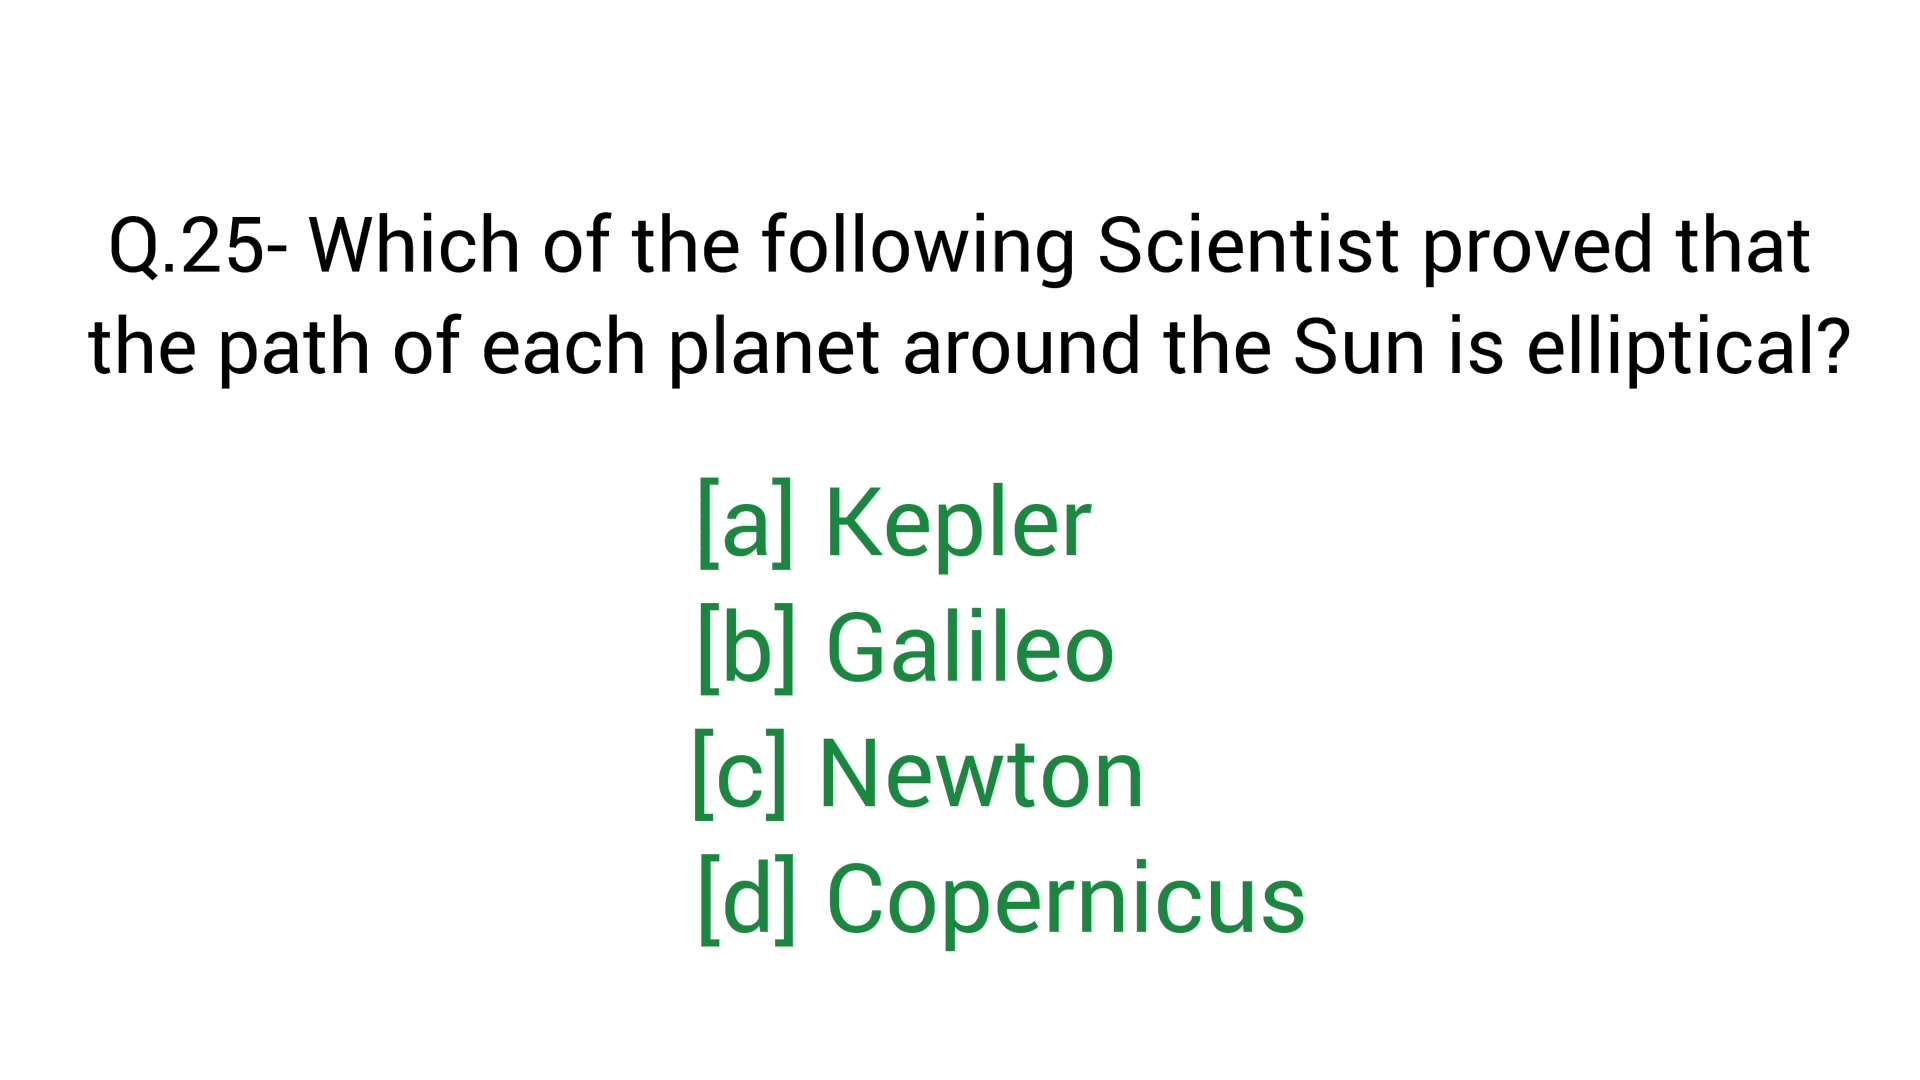 Q.25- Which of the following Scientist proved that
the path of each planet around the Sun is elliptical?
[a] Kepler
[b] Galileo
[c] Newton
[d] Copernicus